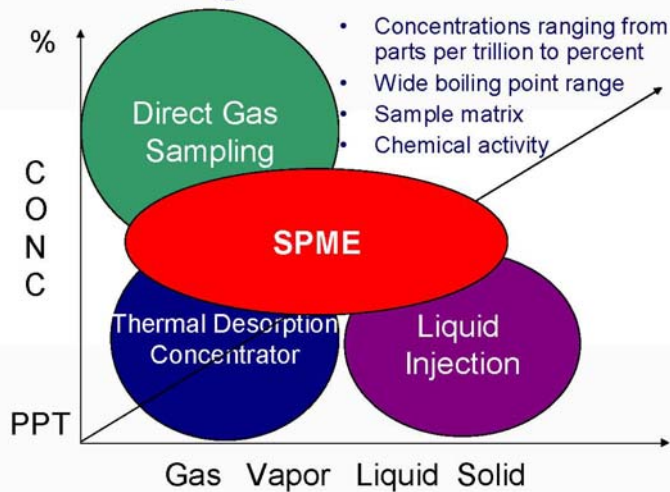 %
• Concentrations ranging from
parts per trillion to percent
• Wide boiling point range
• Sample matrix
• Chemical activity
Direct Gas
Sampling
C
O
N
C
SPME
Thermal Desorption
Concentrator
Liquid
Injection
PPT
Gas Vapor Liquid Solid